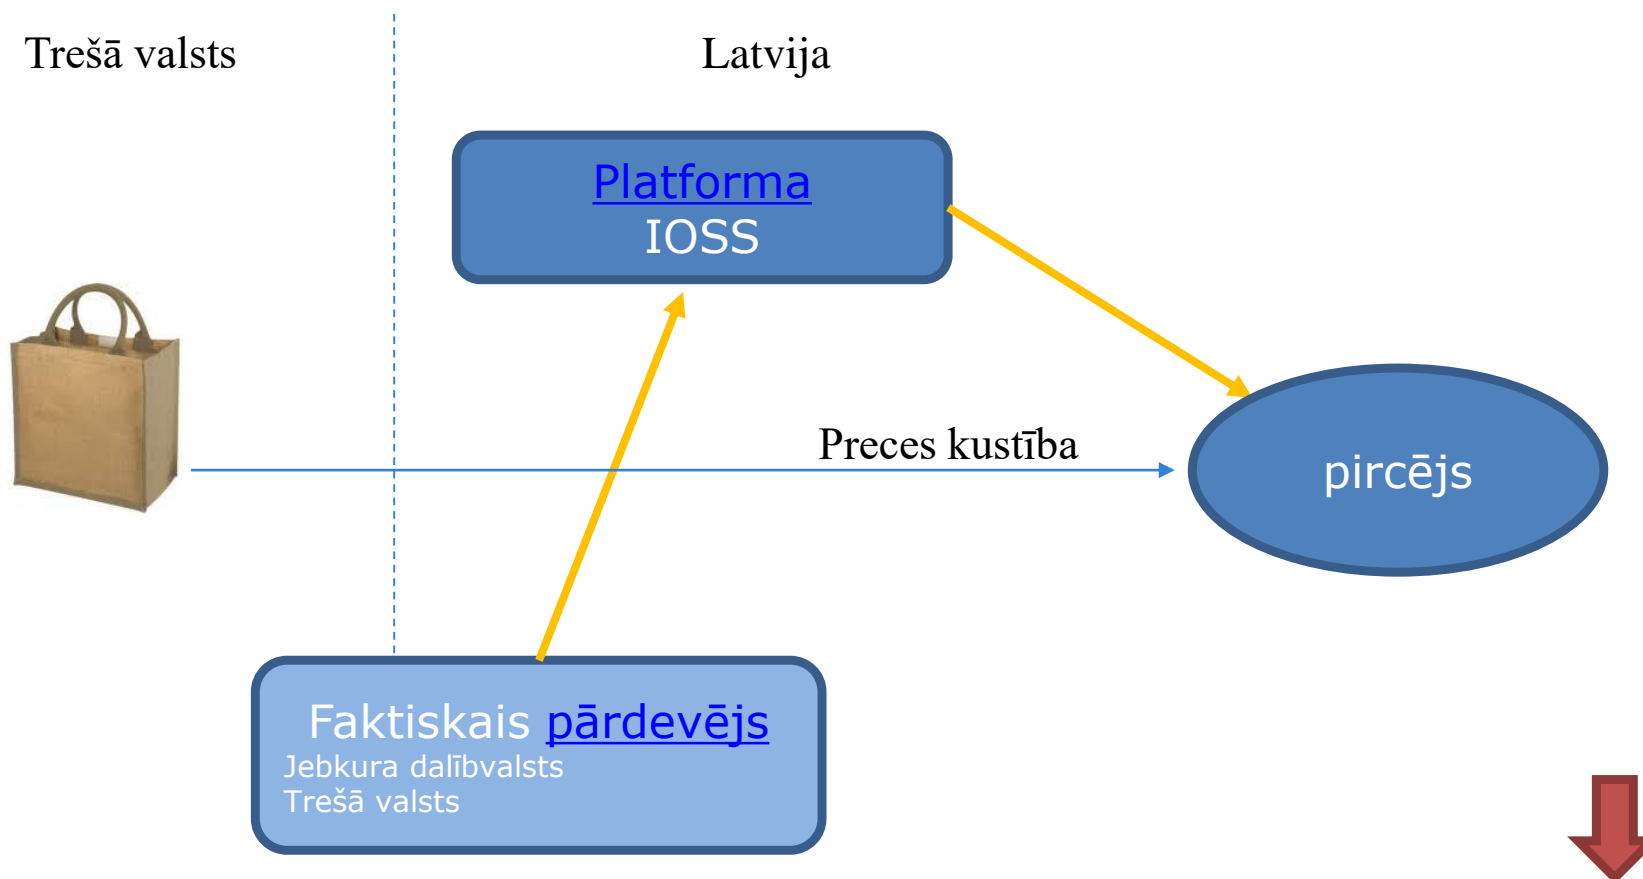 Trešā valsts
Latvija
Platforma
IOSS
Preces kustība
pircējs
Faktiskais pārdevējs
Jebkura dalībvalsts
Trešā valsts